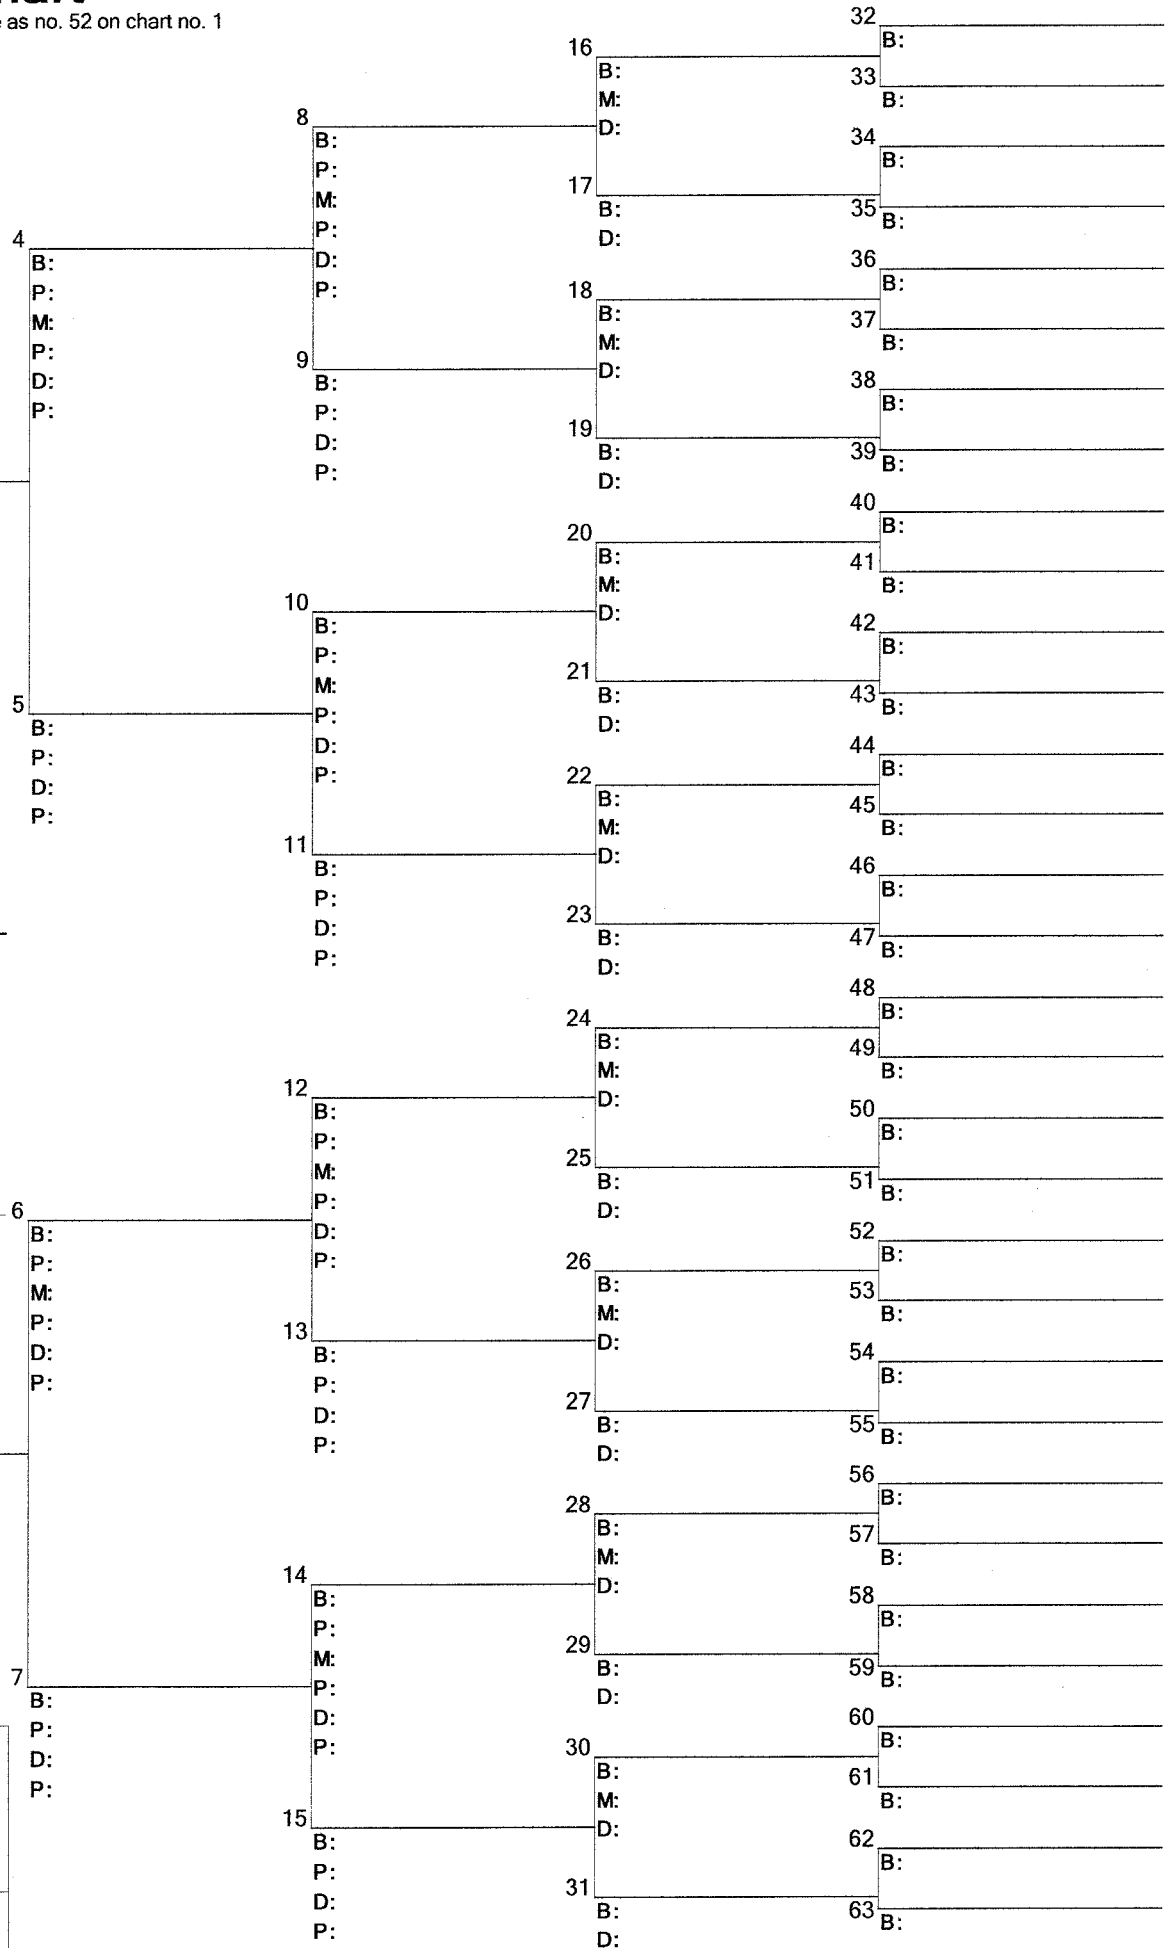 as no. 52 on chart no. 1
4
B:
P:
M:
P:
D:
P:
5
B:
P:
D:
P:
6
B:
P:
M:
P:
D:
P:
7
B:
P:
D:
P:
8
B:
P:
M:
P:
D:
P:
9
B:
P:
D:
P:
10
B:
P:
M:
P:
D:
P:
11
B:
P:
D:
P:
12
B:
P:
M:
P:
D:
P:
13
B:
P:
D:
P:
14
B:
P:
M:
P:
D:
P:
15
B:
P:
D:
P:
16
B:
M:
D:
17
B:
D:
18
B:
M:
D:
19
B:
D:
20
B:
M:
D:
21
B:
D:
22
B:
M:
D:
23
B:
D:
24
B:
M:
D:
25
B:
D:
26
B:
M:
D:
27
B:
D:
28
B:
M:
D:
29
B:
D:
30
B:
M:
D:
31
B:
D:
32
B:
33
B:
34
B:
35
B:
36
B:
37
B:
38
B:
39
B:
40
B:
41
B:
42
B:
43
B:
44
B:
45
B:
46
B:
47
B:
48
B:
49
B:
50
B:
51
B:
52
B:
53
B:
54
B:
55
B:
56
B:
57
B:
58
B:
59
B:
60
B:
61
B:
62
B:
63
B: